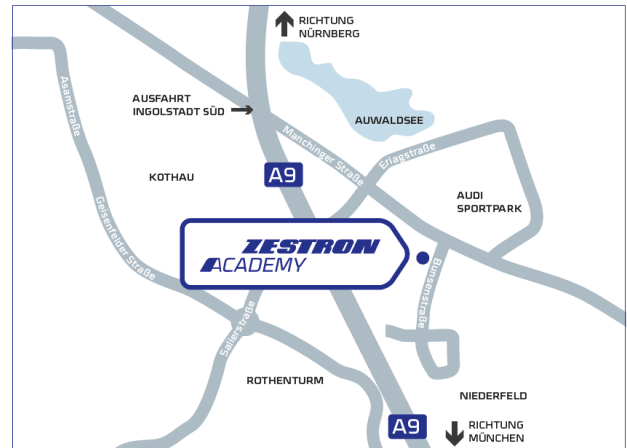 RICHTUNG
NÜRNBERG
AUSFAHRT
INGOLSTADT SÜD
AUWALDSEE
Asamstraße
Manchinger Straße
Eriagstraße
KOTHAU
A9
AUDI
SPORTPARK
Geisenfelder Straße
ZESTRON
ACADEMY
Bunsenstraße
Salierstraße
ROTHENTURM
NIEDERFELD
A9
RICHTUNG
MÜNCHEN